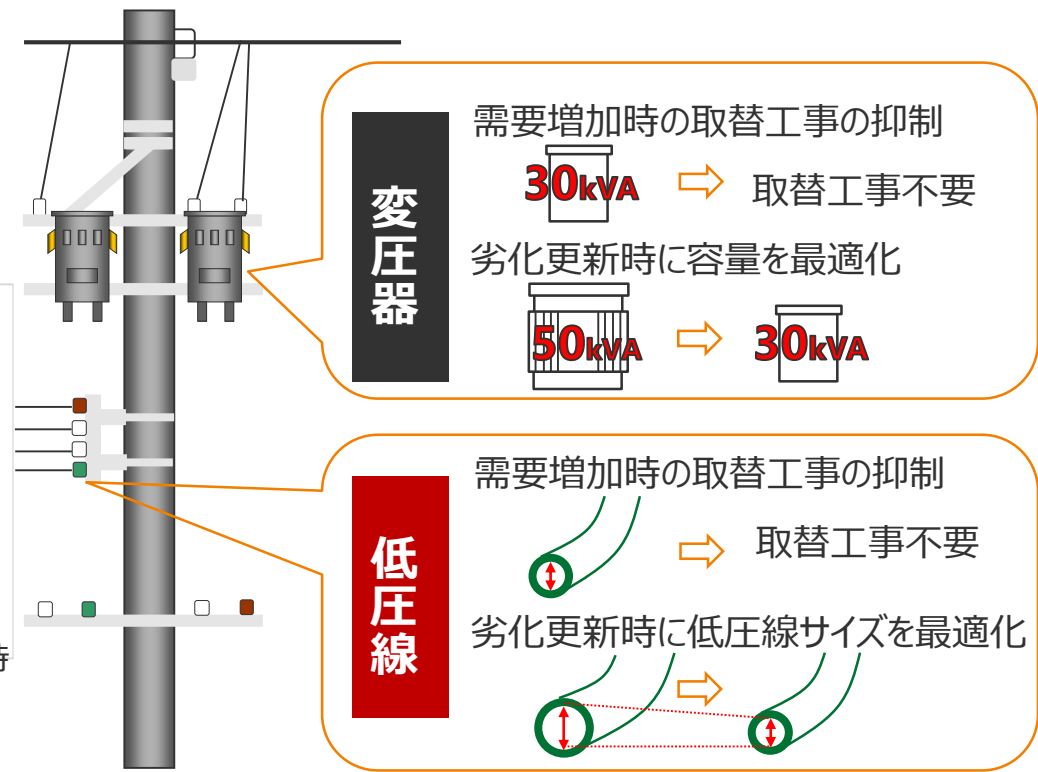 変圧器
需要増加時の取替工事の抑制
30kVA
取替工事不要
劣化更新時に容量を最適化
50kVA
30kVA
低圧線
需要増加時の取替工事の抑制
取替工事不要
劣化更新時に低圧線サイズを最適化